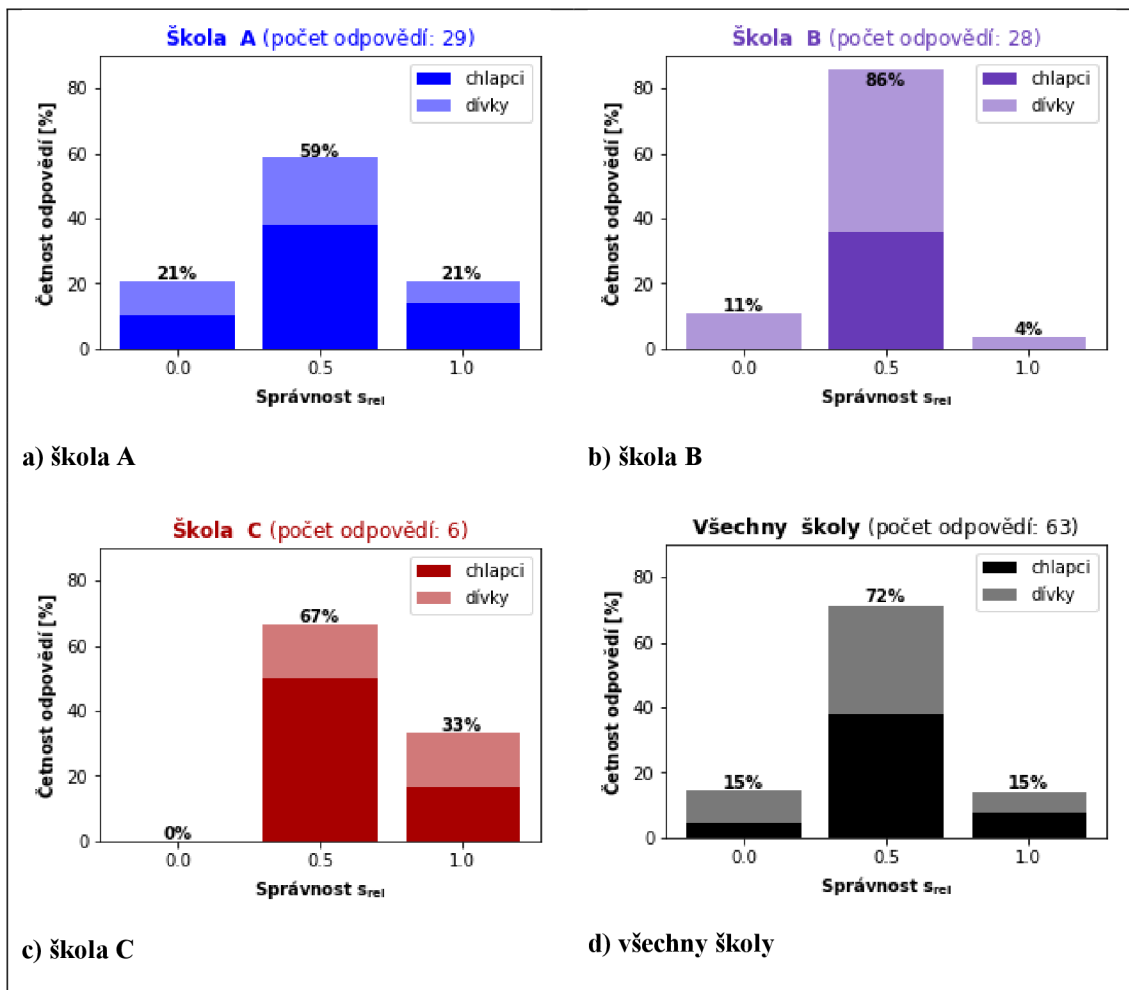 Škola A (počet odpovědí: 29)
Četnost odpovědí [%]
80
60
40
20
0
chlapci
dívky
21%
59%
21%
0.0
0.5
1.0
Správnost srel
a) škola A
Škola B (počet odpovědí: 28)
Četnost odpovědí [%]
80
60
40
20
0
chlapci
dívky
11%
86%
4%
0.0
0.5
1.0
Správnost srel
b) škola B
Škola C (počet odpovědí: 6)
Četnost odpovědí [%]
80
60
40
20
0
chlapci
dívky
0%
67%
33%
0.0
0.5
1.0
Správnost srel
c) škola C
Všechny školy (počet odpovědí: 63)
Četnost odpovědí [%]
80
60
40
20
0
chlapci
dívky
15%
72%
15%
0.0
0.5
1.0
Správnost srel
d) všechny školy